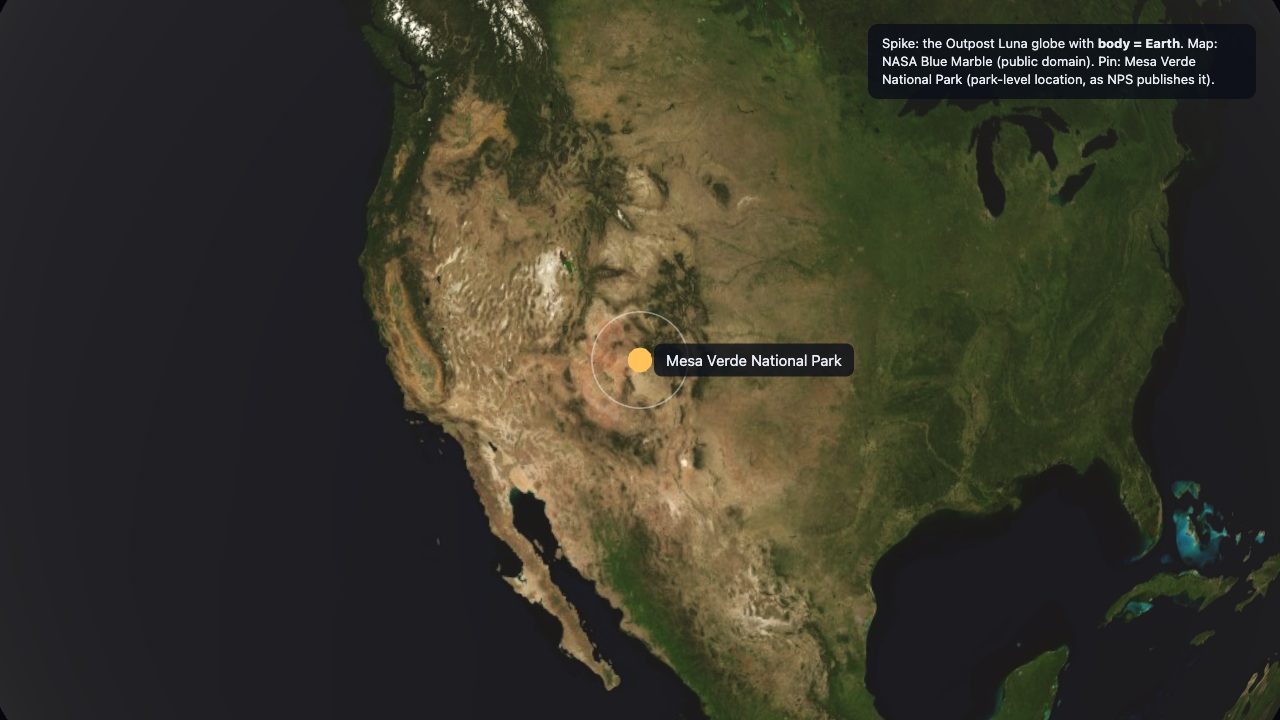 Spike: the Outpost Luna globe with body = Earth. Map:
NASA Blue Marble (public domain). Pin: Mesa Verde
National Park (park-level location, as NPS publishes it).
Mesa Verde National Park